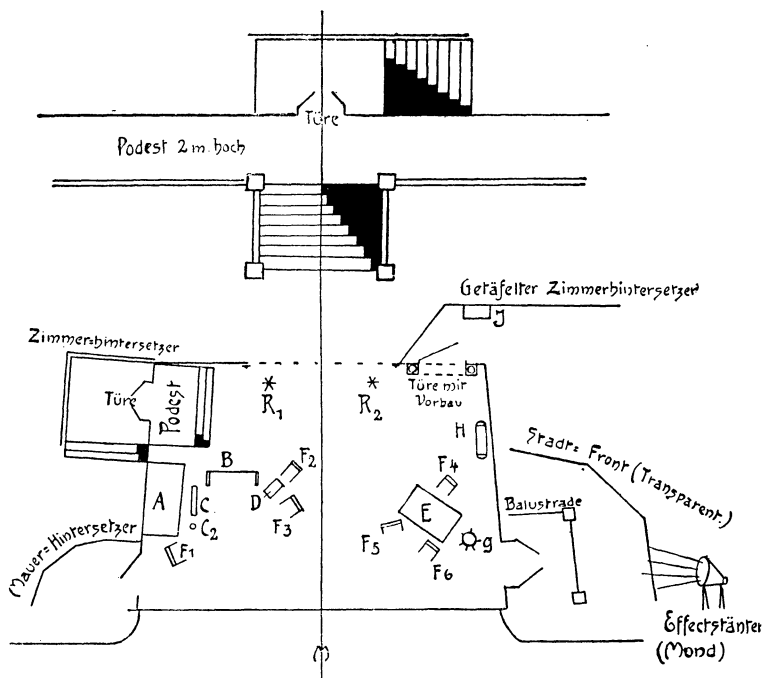 Türe
Podest 2 m. hoch
Getäfelter Zimmerhintersetzer
J
Zimmerhintersetzer
Türe
Podest
R1
R2
Türe mit
Vorbau
H
Stadt= Front (Transparent.)
B
F2
F4
A
C
D
E
Balustrade
C2
F3
F5
g
F1
F6
Mauer=Hintersetzer
Effectständer
(Mond)